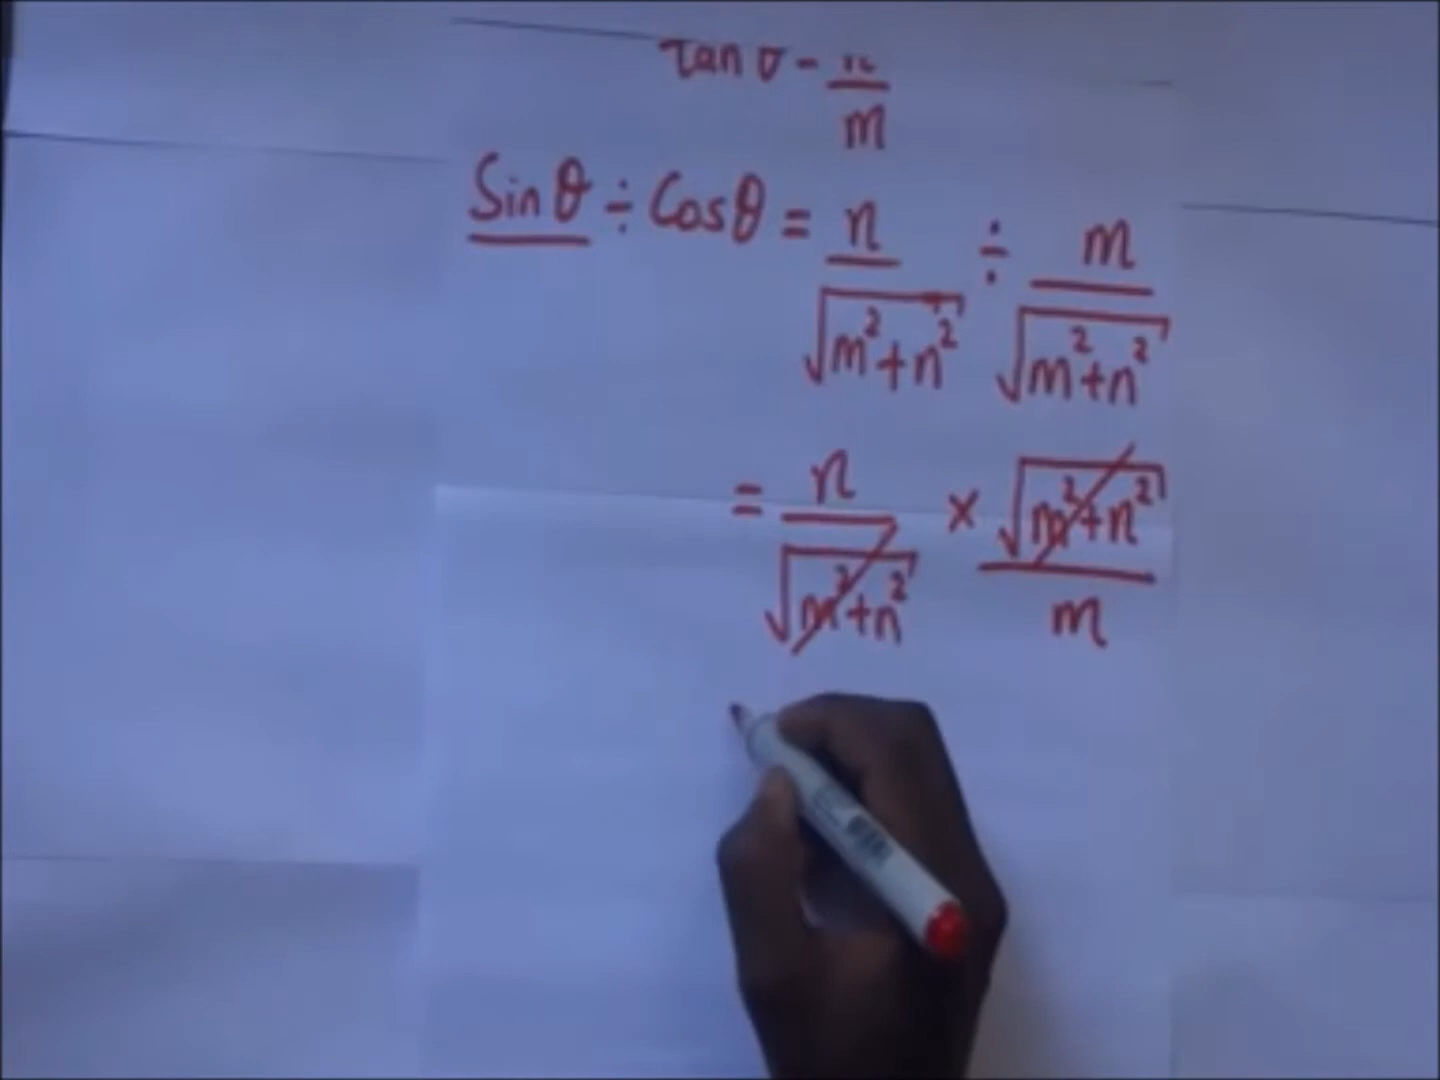 tan θ = n/m
Sin θ ÷ Cos θ = n/√(m²+n²) ÷ m/√(m²+n²)
= n/√(m²+n²) × √(m²+n²)/m